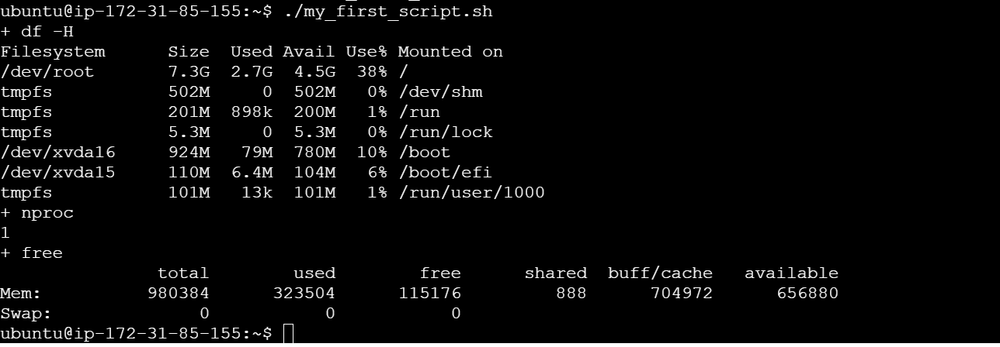 ubuntu@ip-172-31-85-155:~$ ./my_first_script.sh
+ df -H
Filesystem      Size  Used Avail Use% Mounted on
/dev/root       7.3G  2.7G  4.5G  38% /
tmpfs           502M     0  502M   0% /dev/shm
tmpfs           201M  898k  200M   1% /run
tmpfs           5.3M     0  5.3M   0% /run/lock
/dev/xvda16     924M   79M  780M  10% /boot
/dev/xvda15     110M  6.4M  104M   6% /boot/efi
tmpfs           101M   13k  101M   1% /run/user/1000
+ nproc
1
+ free
               total        used        free      shared  buff/cache   available
Mem:          980384      323504      115176         888      704972      656880
Swap:              0           0           0
ubuntu@ip-172-31-85-155:~$